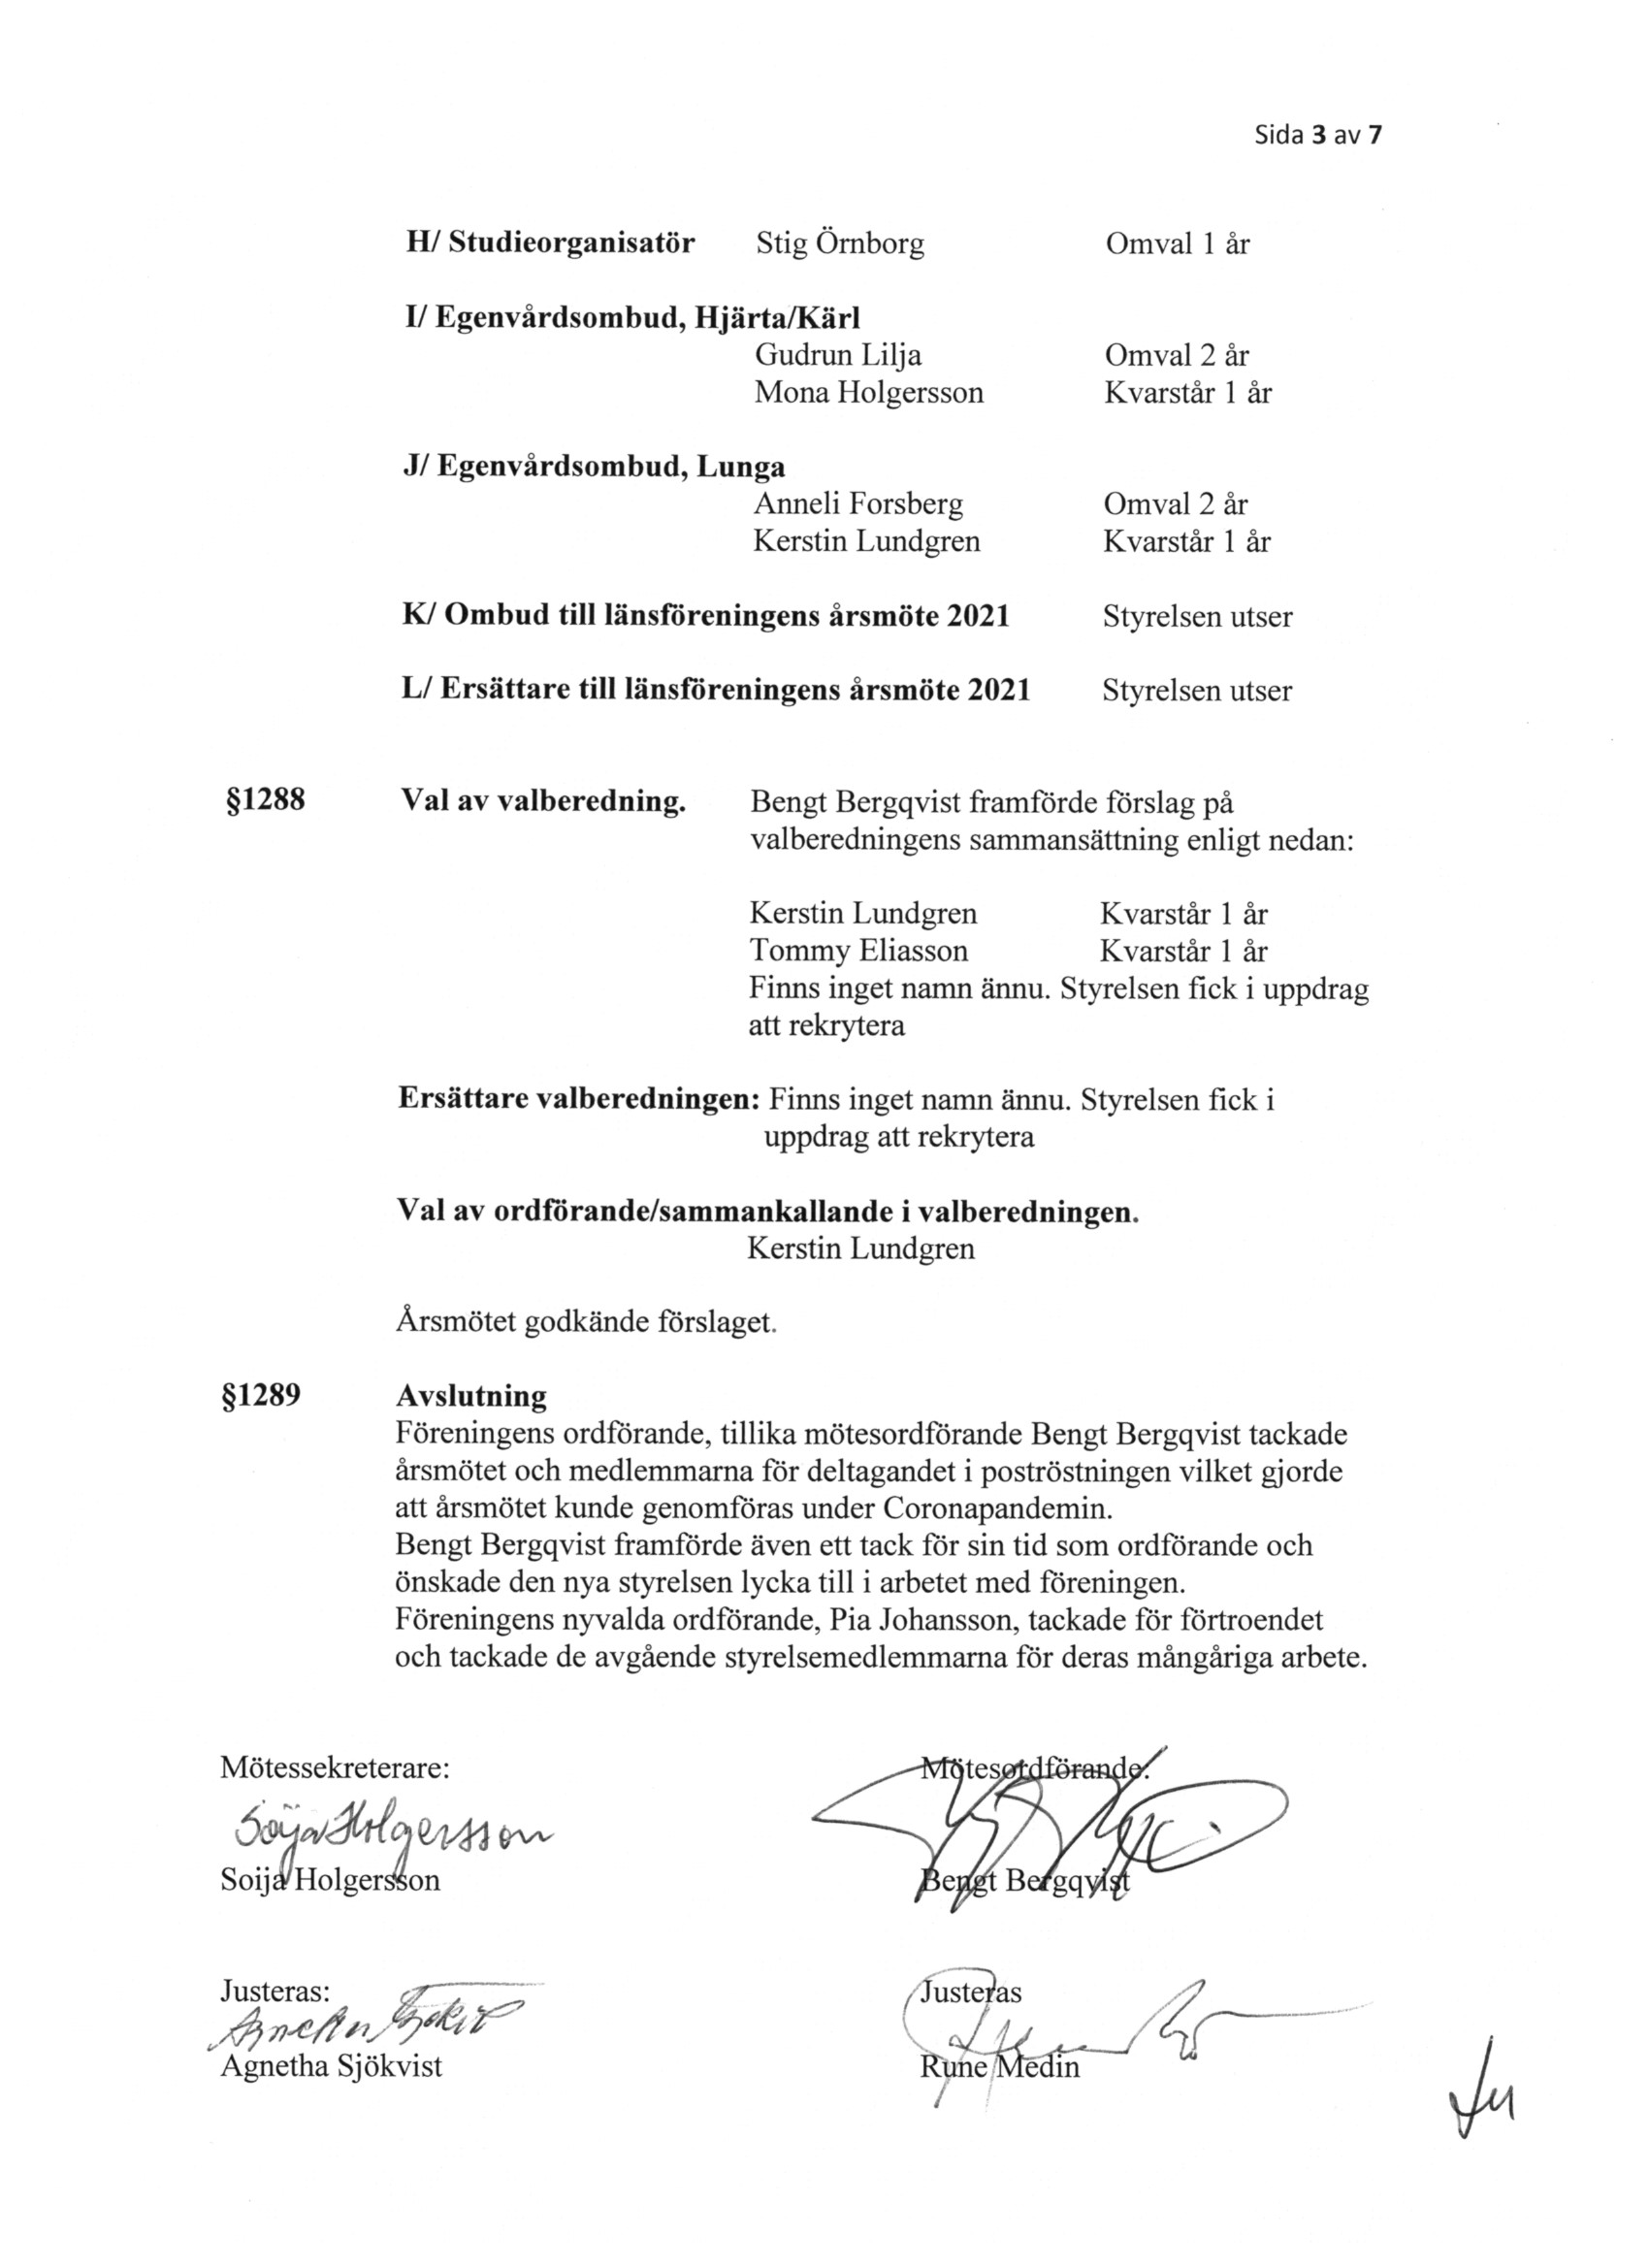 Sida 3 av 7
H/ Studieorganisatör Stig Örnborg Omval 1 år
I/ Egenvårdsombud, Hjärta/Kärl
Gudrun Lilja Omval 2 år
Mona Holgersson Kvarstår 1 år
J/ Egenvårdsombud, Lunga
Anneli Forsberg Omval 2 år
Kerstin Lundgren Kvarstår 1 år
K/ Ombud till länsföreningens årsmöte 2021 Styrelsen utser
L/ Ersättare till länsföreningens årsmöte 2021 Styrelsen utser
§1288 Val av valberedning. Bengt Bergqvist framförde förslag på
valberedningens sammansättning enligt nedan:
Kerstin Lundgren Kvarstår 1 år
Tommy Eliasson Kvarstår 1 år
Finns inget namn ännu. Styrelsen fick i uppdrag
att rekrytera
Ersättare valberedningen: Finns inget namn ännu. Styrelsen fick i
uppdrag att rekrytera
Val av ordförande/sammankallande i valberedningen.
Kerstin Lundgren
Årsmötet godkände förslaget.
§1289 Avslutning
Föreningens ordförande, tillika mötesordförande Bengt Bergqvist tackade
årsmötet och medlemmarna för deltagandet i poströstningen vilket gjorde
att årsmötet kunde genomföras under Coronapandemin.
Bengt Bergqvist framförde även ett tack för sin tid som ordförande och
önskade den nya styrelsen lycka till i arbetet med föreningen.
Föreningens nyvalda ordförande, Pia Johansson, tackade för förtroendet
och tackade de avgående styrelsemedlemmarna för deras mångåriga arbete.
Mötessekreterare: Mötesordförande:
Soija Holgersson
Soija Holgersson Bengt Bergqvist
Justeras: Justeras
Agnetha Sjökvist
Agnetha Sjökvist Rune Medin